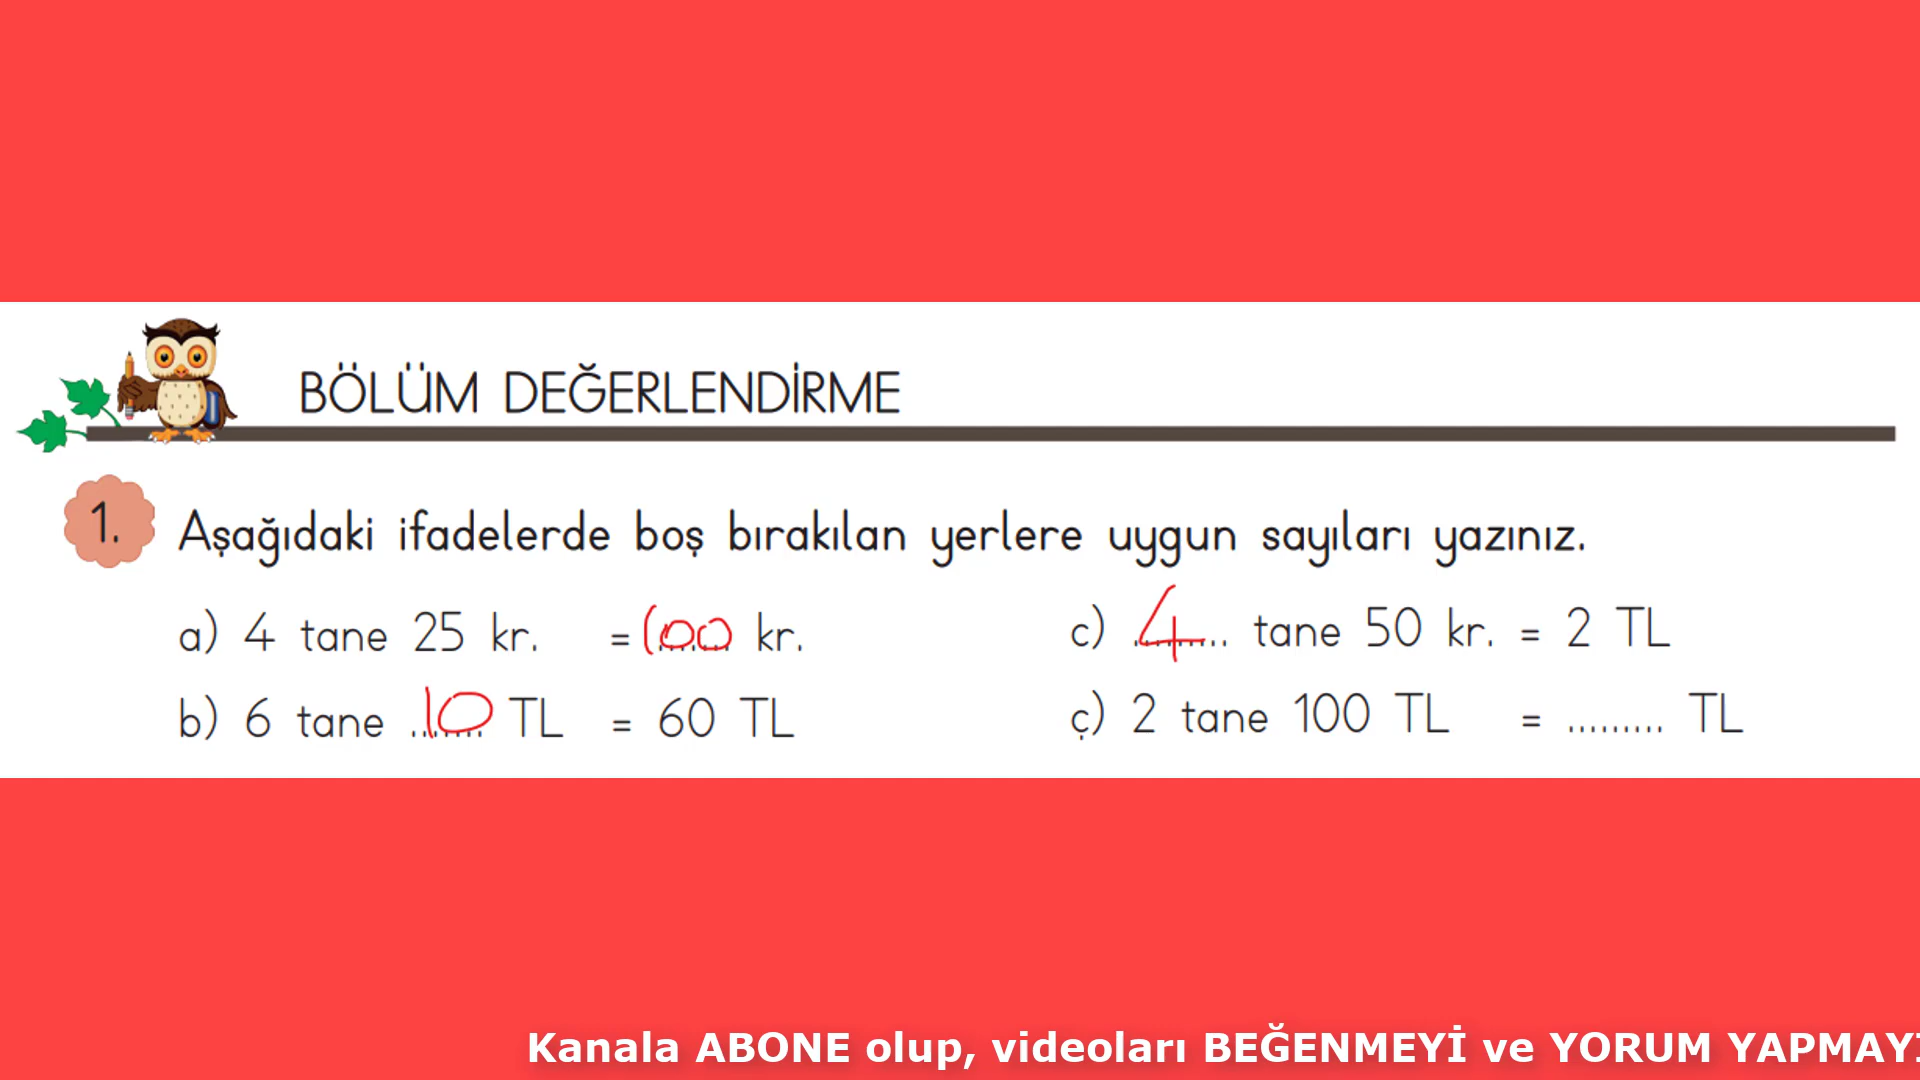 BÖLÜM DEĞERLENDİRME
1. Aşağıdaki ifadelerde boş bırakılan yerlere uygun sayıları yazınız.
a) 4 tane 25 kr. = 100 kr.
b) 6 tane 10 TL = 60 TL
c) 4 tane 50 kr. = 2 TL
ç) 2 tane 100 TL = ......... TL
Kanala ABONE olup, videoları BEĞENMEYİ ve YORUM